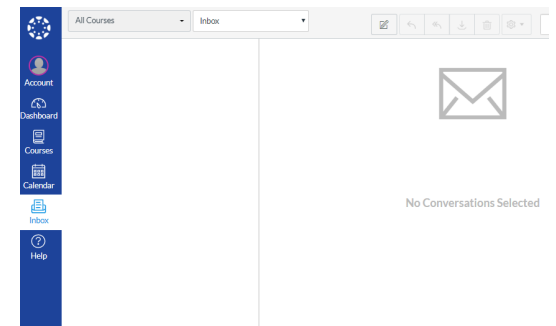 All Courses
Inbox
Account
Dashboard
Courses
Calendar
Inbox
Help
No Conversations Selected